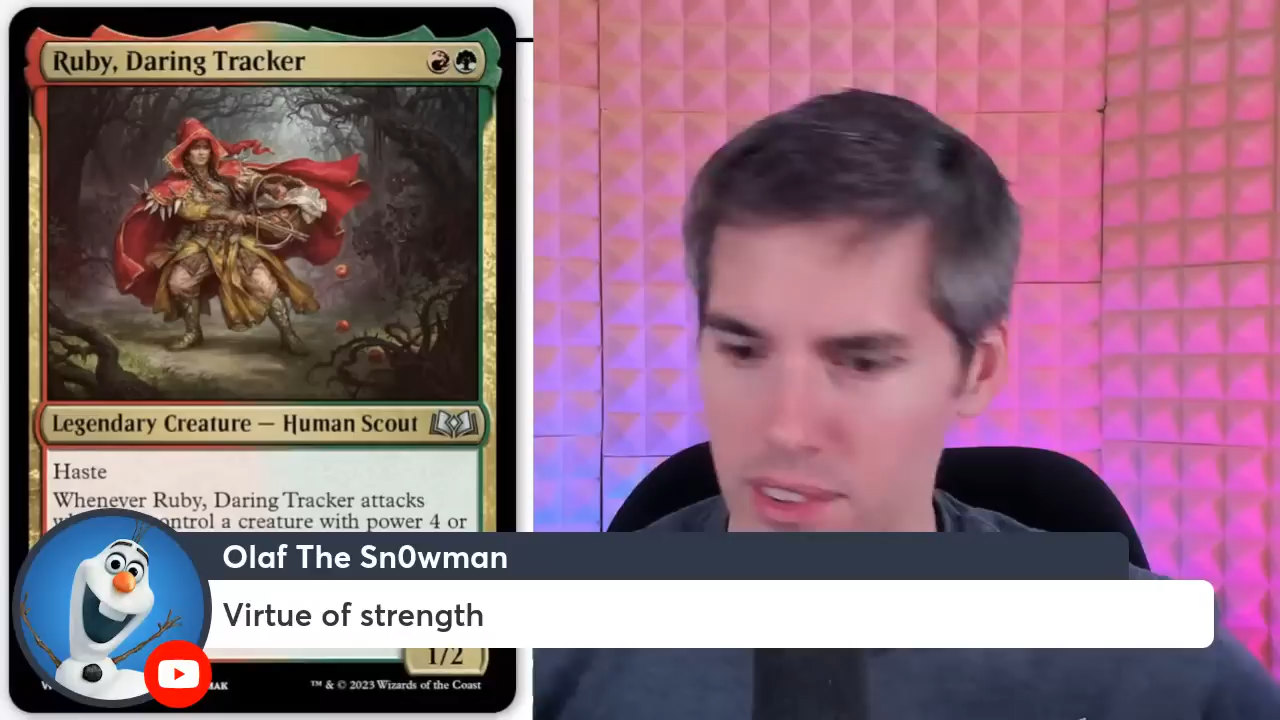 Ruby, Daring Tracker
Legendary Creature — Human Scout
Haste
Whenever Ruby, Daring Tracker attacks
control a creature with power 4 or
Olaf The Sn0wman
Virtue of strength
1/2
™ & © 2023 Wizards of the Coast